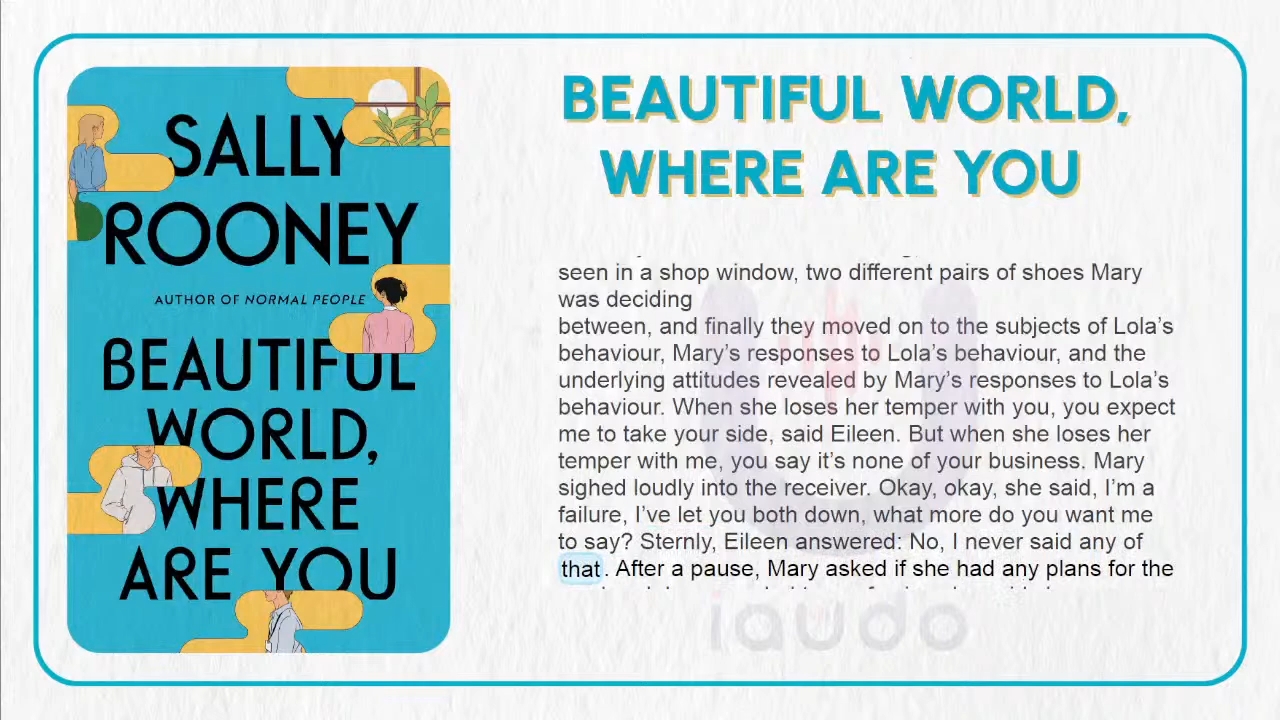 SALLY
ROONEY
AUTHOR OF NORMAL PEOPLE
BEAUTIFUL
WORLD,
WHERE
ARE YOU
BEAUTIFUL WORLD,
WHERE ARE YOU
seen in a shop window, two different pairs of shoes Mary
was deciding
between, and finally they moved on to the subjects of Lola’s
behaviour, Mary’s responses to Lola’s behaviour, and the
underlying attitudes revealed by Mary’s responses to Lola’s
behaviour. When she loses her temper with you, you expect
me to take your side, said Eileen. But when she loses her
temper with me, you say it’s none of your business. Mary
sighed loudly into the receiver. Okay, okay, she said, I’m a
failure, I’ve let you both down, what more do you want me
to say? Sternly, Eileen answered: No, I never said any of
that. After a pause, Mary asked if she had any plans for the
iaudo